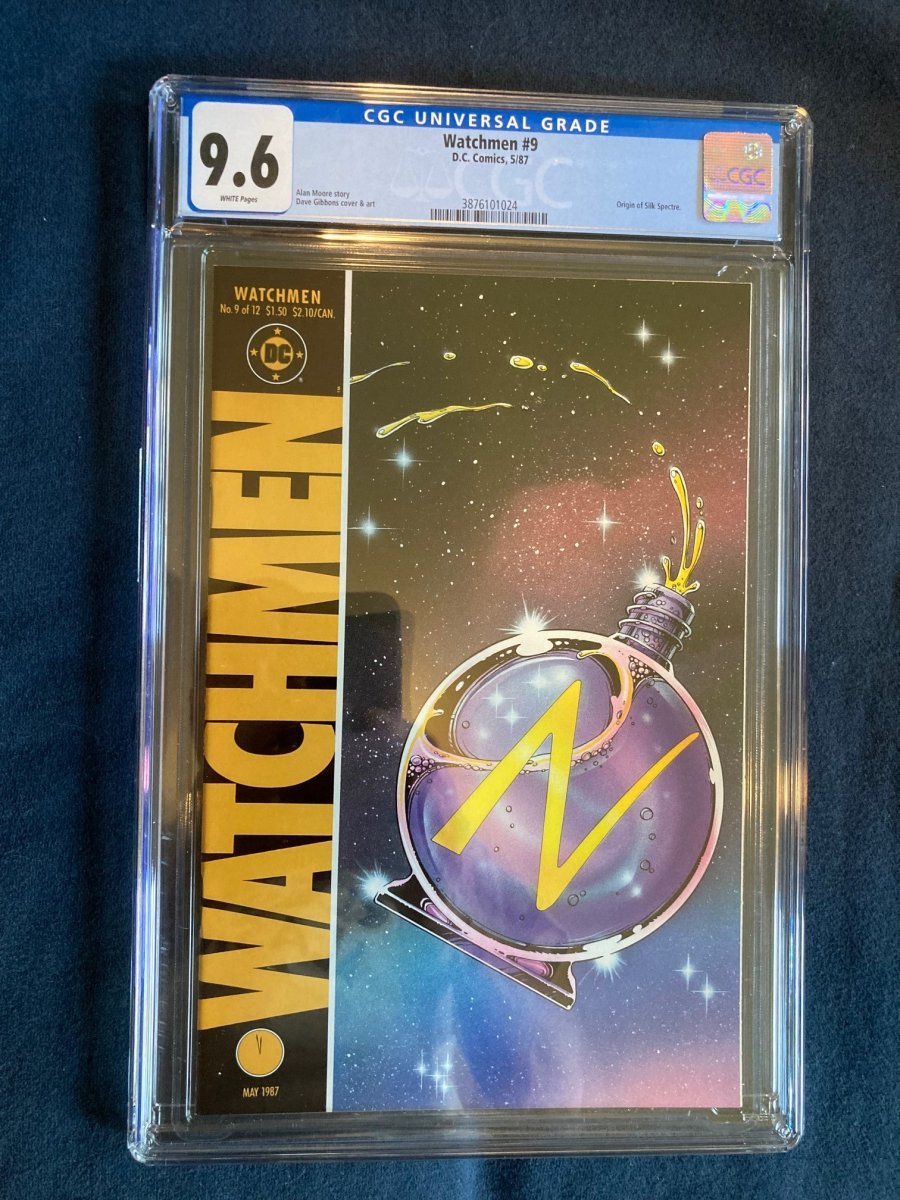 CGC UNIVERSAL GRADE
9.6
WHITE Pages
Watchmen #9
D.C. Comics, 5/87
Alan Moore story
Dave Gibbons cover & art
3876101024
Origin of Silk Spectre.
CGC
CGC
WATCHMEN
No. 9 of 12 $1.50 $2.10/CAN.
DC
®
WATCHMEN
N
MAY 1987